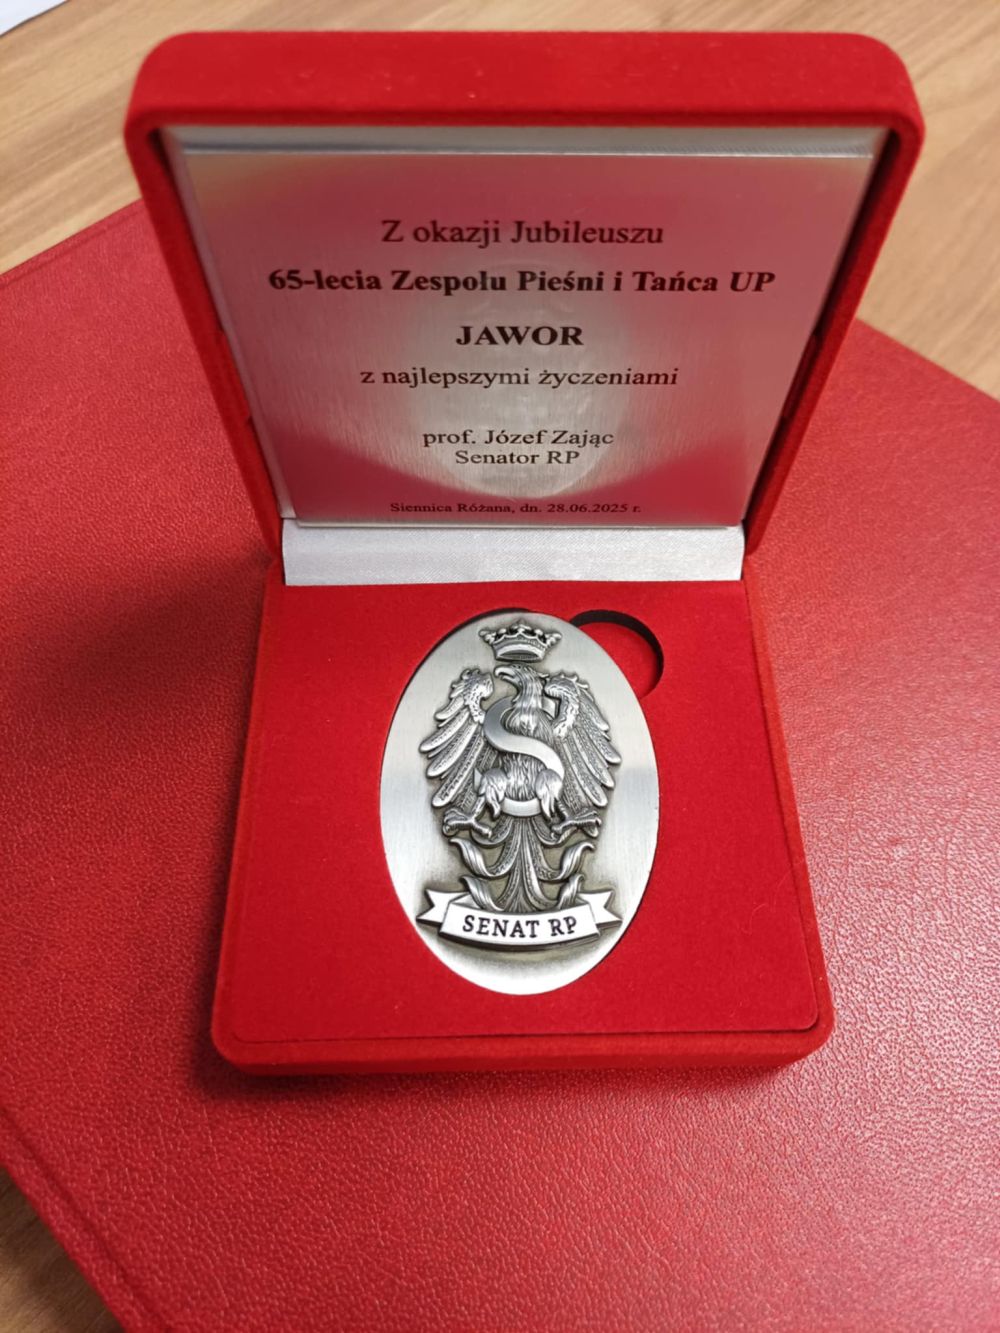 Z okazji Jubileuszu
65-lecia Zespołu Pieśni i Tańca UP
JAWOR
z najlepszymi życzeniami
prof. Józef Zając
Senator RP
Siennica Różana, dn. 28.06.2025 r.
S
SENAT RP